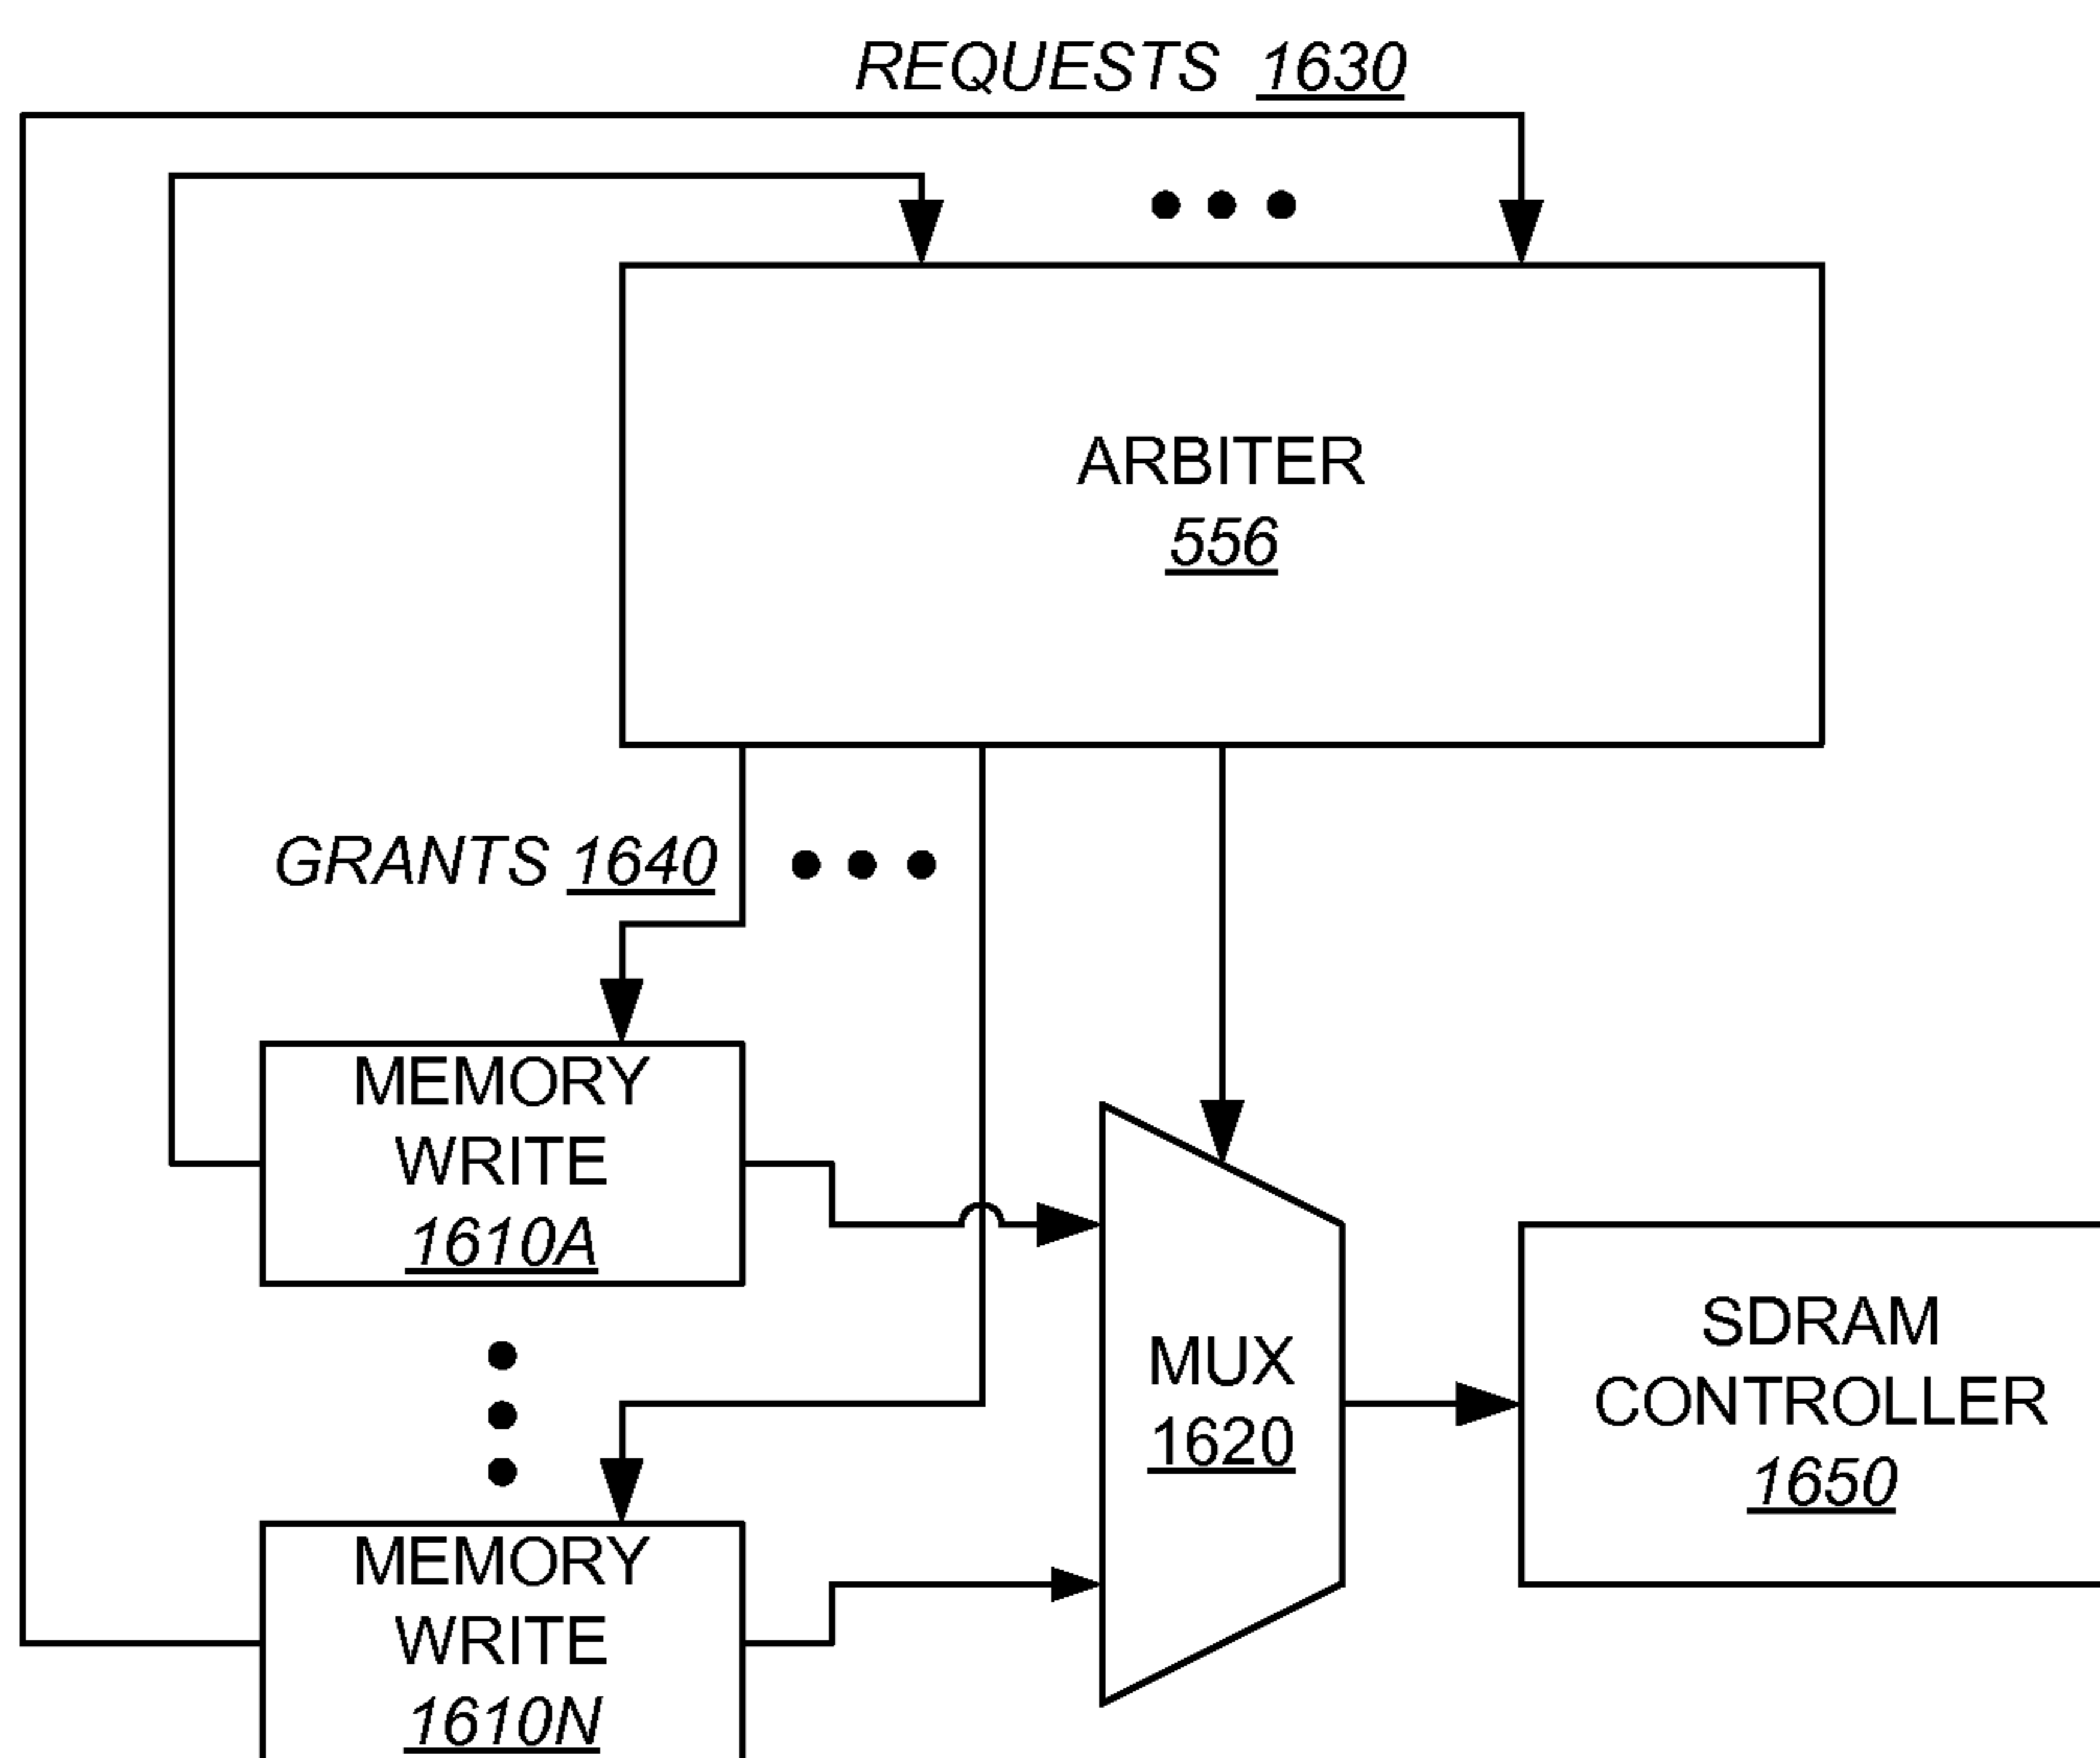 REQUESTS 1630
ARBITER
556
GRANTS 1640
MEMORY
WRITE
1610A
MUX
1620
SDRAM
CONTROLLER
1650
MEMORY
WRITE
1610N